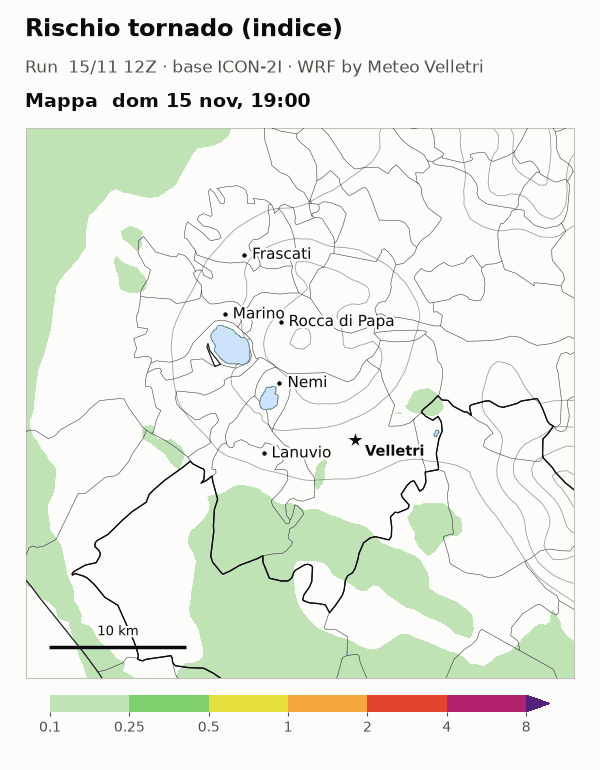 Rischio tornado (indice)
Run  15/11 12Z · base ICON-2I · WRF by Meteo Velletri
Mappa  dom 15 nov, 19:00
Frascati
Marino
Rocca di Papa
Nemi
Velletri
Lanuvio
10 km
0.1 0.25 0.5 1 2 4 8